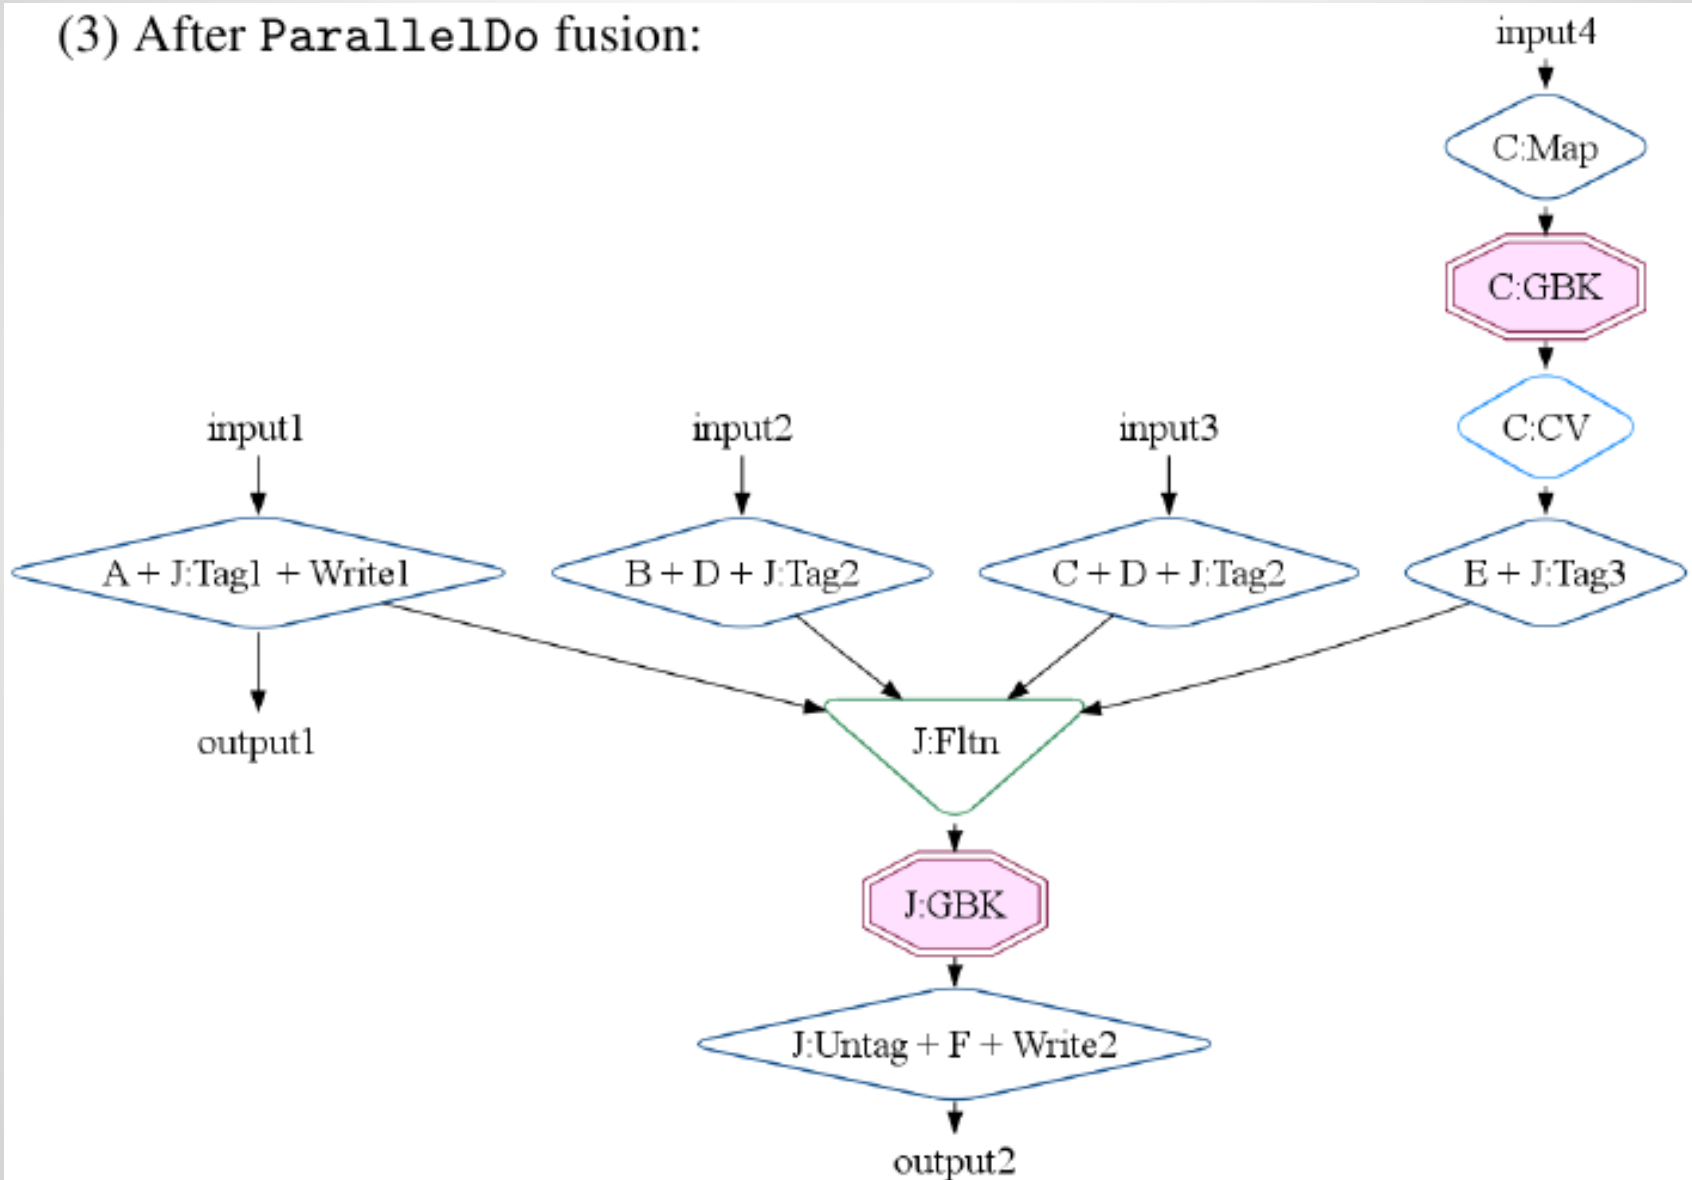 (3) After ParallelDo fusion:
input4
C:Map
C:GBK
C:CV
input1
input2
input3
A + J:Tag1 + Write1
B + D + J:Tag2
C + D + J:Tag2
E + J:Tag3
output1
J:Fltn
J:GBK
J:Untag + F + Write2
output2